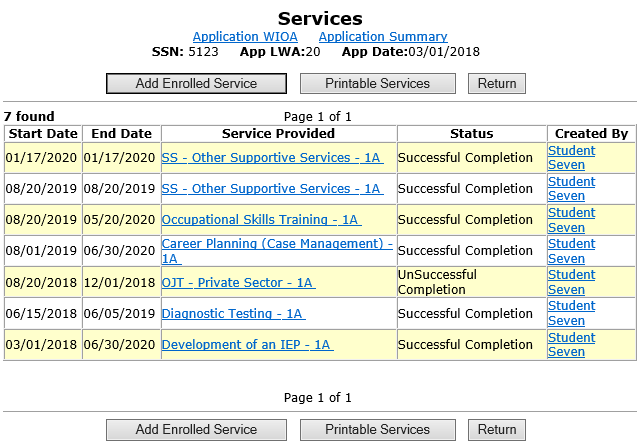 Services
Application WIOA Application Summary
SSN: 5123 App LWA:20 App Date:03/01/2018
Add Enrolled Service Printable Services Return
7 found Page 1 of 1
Start Date End Date Service Provided Status Created By
01/17/2020 01/17/2020 SS - Other Supportive Services - 1A Successful Completion Student
Seven
08/20/2019 08/20/2019 SS - Other Supportive Services - 1A Successful Completion Student
Seven
08/20/2019 05/20/2020 Occupational Skills Training - 1A Successful Completion Student
Seven
08/01/2019 06/30/2020 Career Planning (Case Management) - Successful Completion Student
1A Seven
08/20/2018 12/01/2018 OJT - Private Sector - 1A UnSuccessful Student
Completion Seven
06/15/2018 06/05/2019 Diagnostic Testing - 1A Successful Completion Student
Seven
03/01/2018 06/30/2020 Development of an IEP - 1A Successful Completion Student
Seven
Page 1 of 1
Add Enrolled Service Printable Services Return